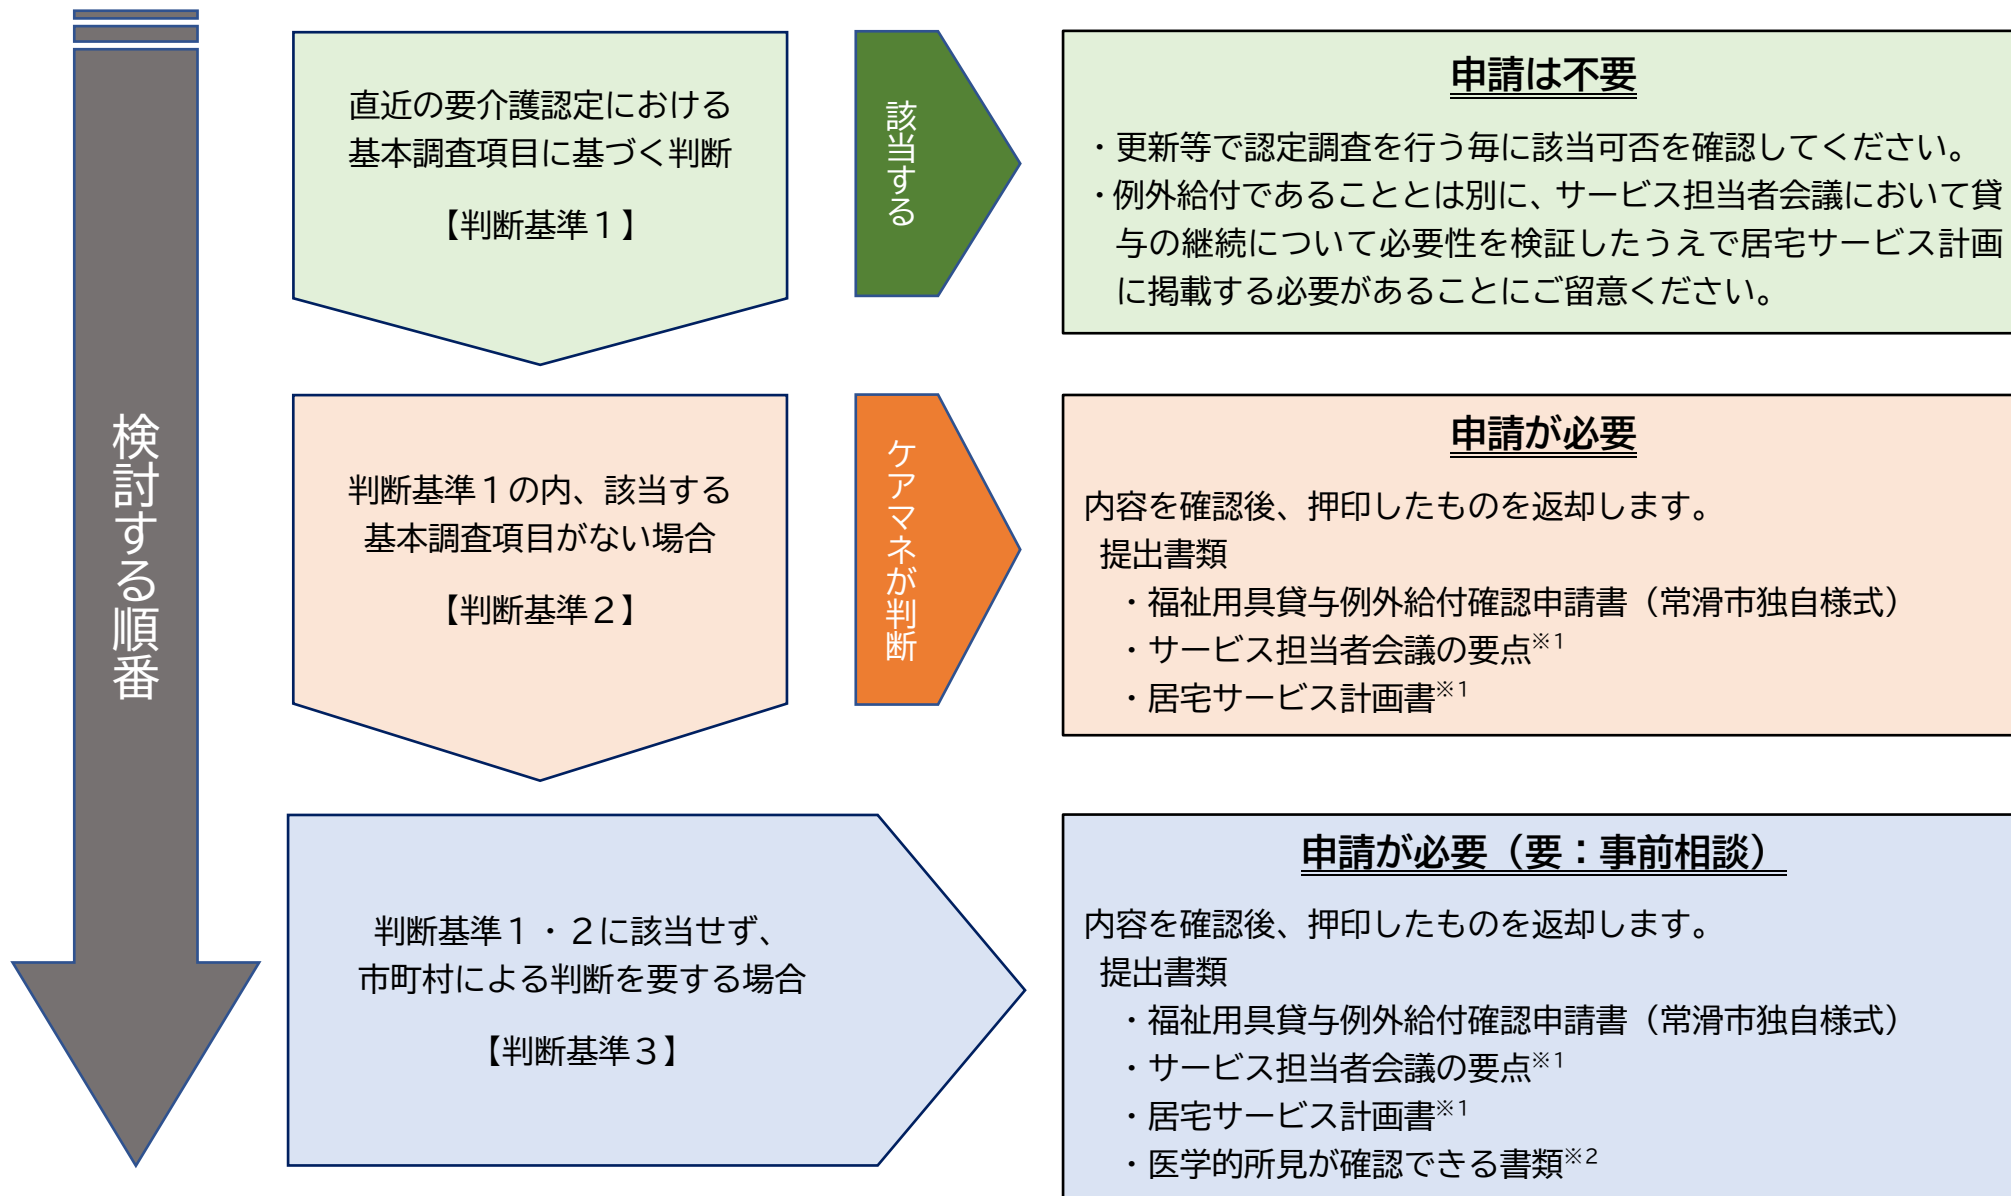 検討する順番
直近の要介護認定における
基本調査項目に基づく判断
【判断基準１】
該当する
申請は不要
・更新等で認定調査を行う毎に該当可否を確認してください。
・例外給付であることとは別に、サービス担当者会議において貸
与の継続について必要性を検証したうえで居宅サービス計画
に掲載する必要があることにご留意ください。
判断基準１の内、該当する
基本調査項目がない場合
【判断基準２】
ケアマネが判断
申請が必要
内容を確認後、押印したものを返却します。
提出書類
・福祉用具貸与例外給付確認申請書（常滑市独自様式）
・サービス担当者会議の要点※1
・居宅サービス計画書※1
判断基準１・２に該当せず、
市町村による判断を要する場合
【判断基準３】
申請が必要（要：事前相談）
内容を確認後、押印したものを返却します。
提出書類
・福祉用具貸与例外給付確認申請書（常滑市独自様式）
・サービス担当者会議の要点※1
・居宅サービス計画書※1
・医学的所見が確認できる書類※2